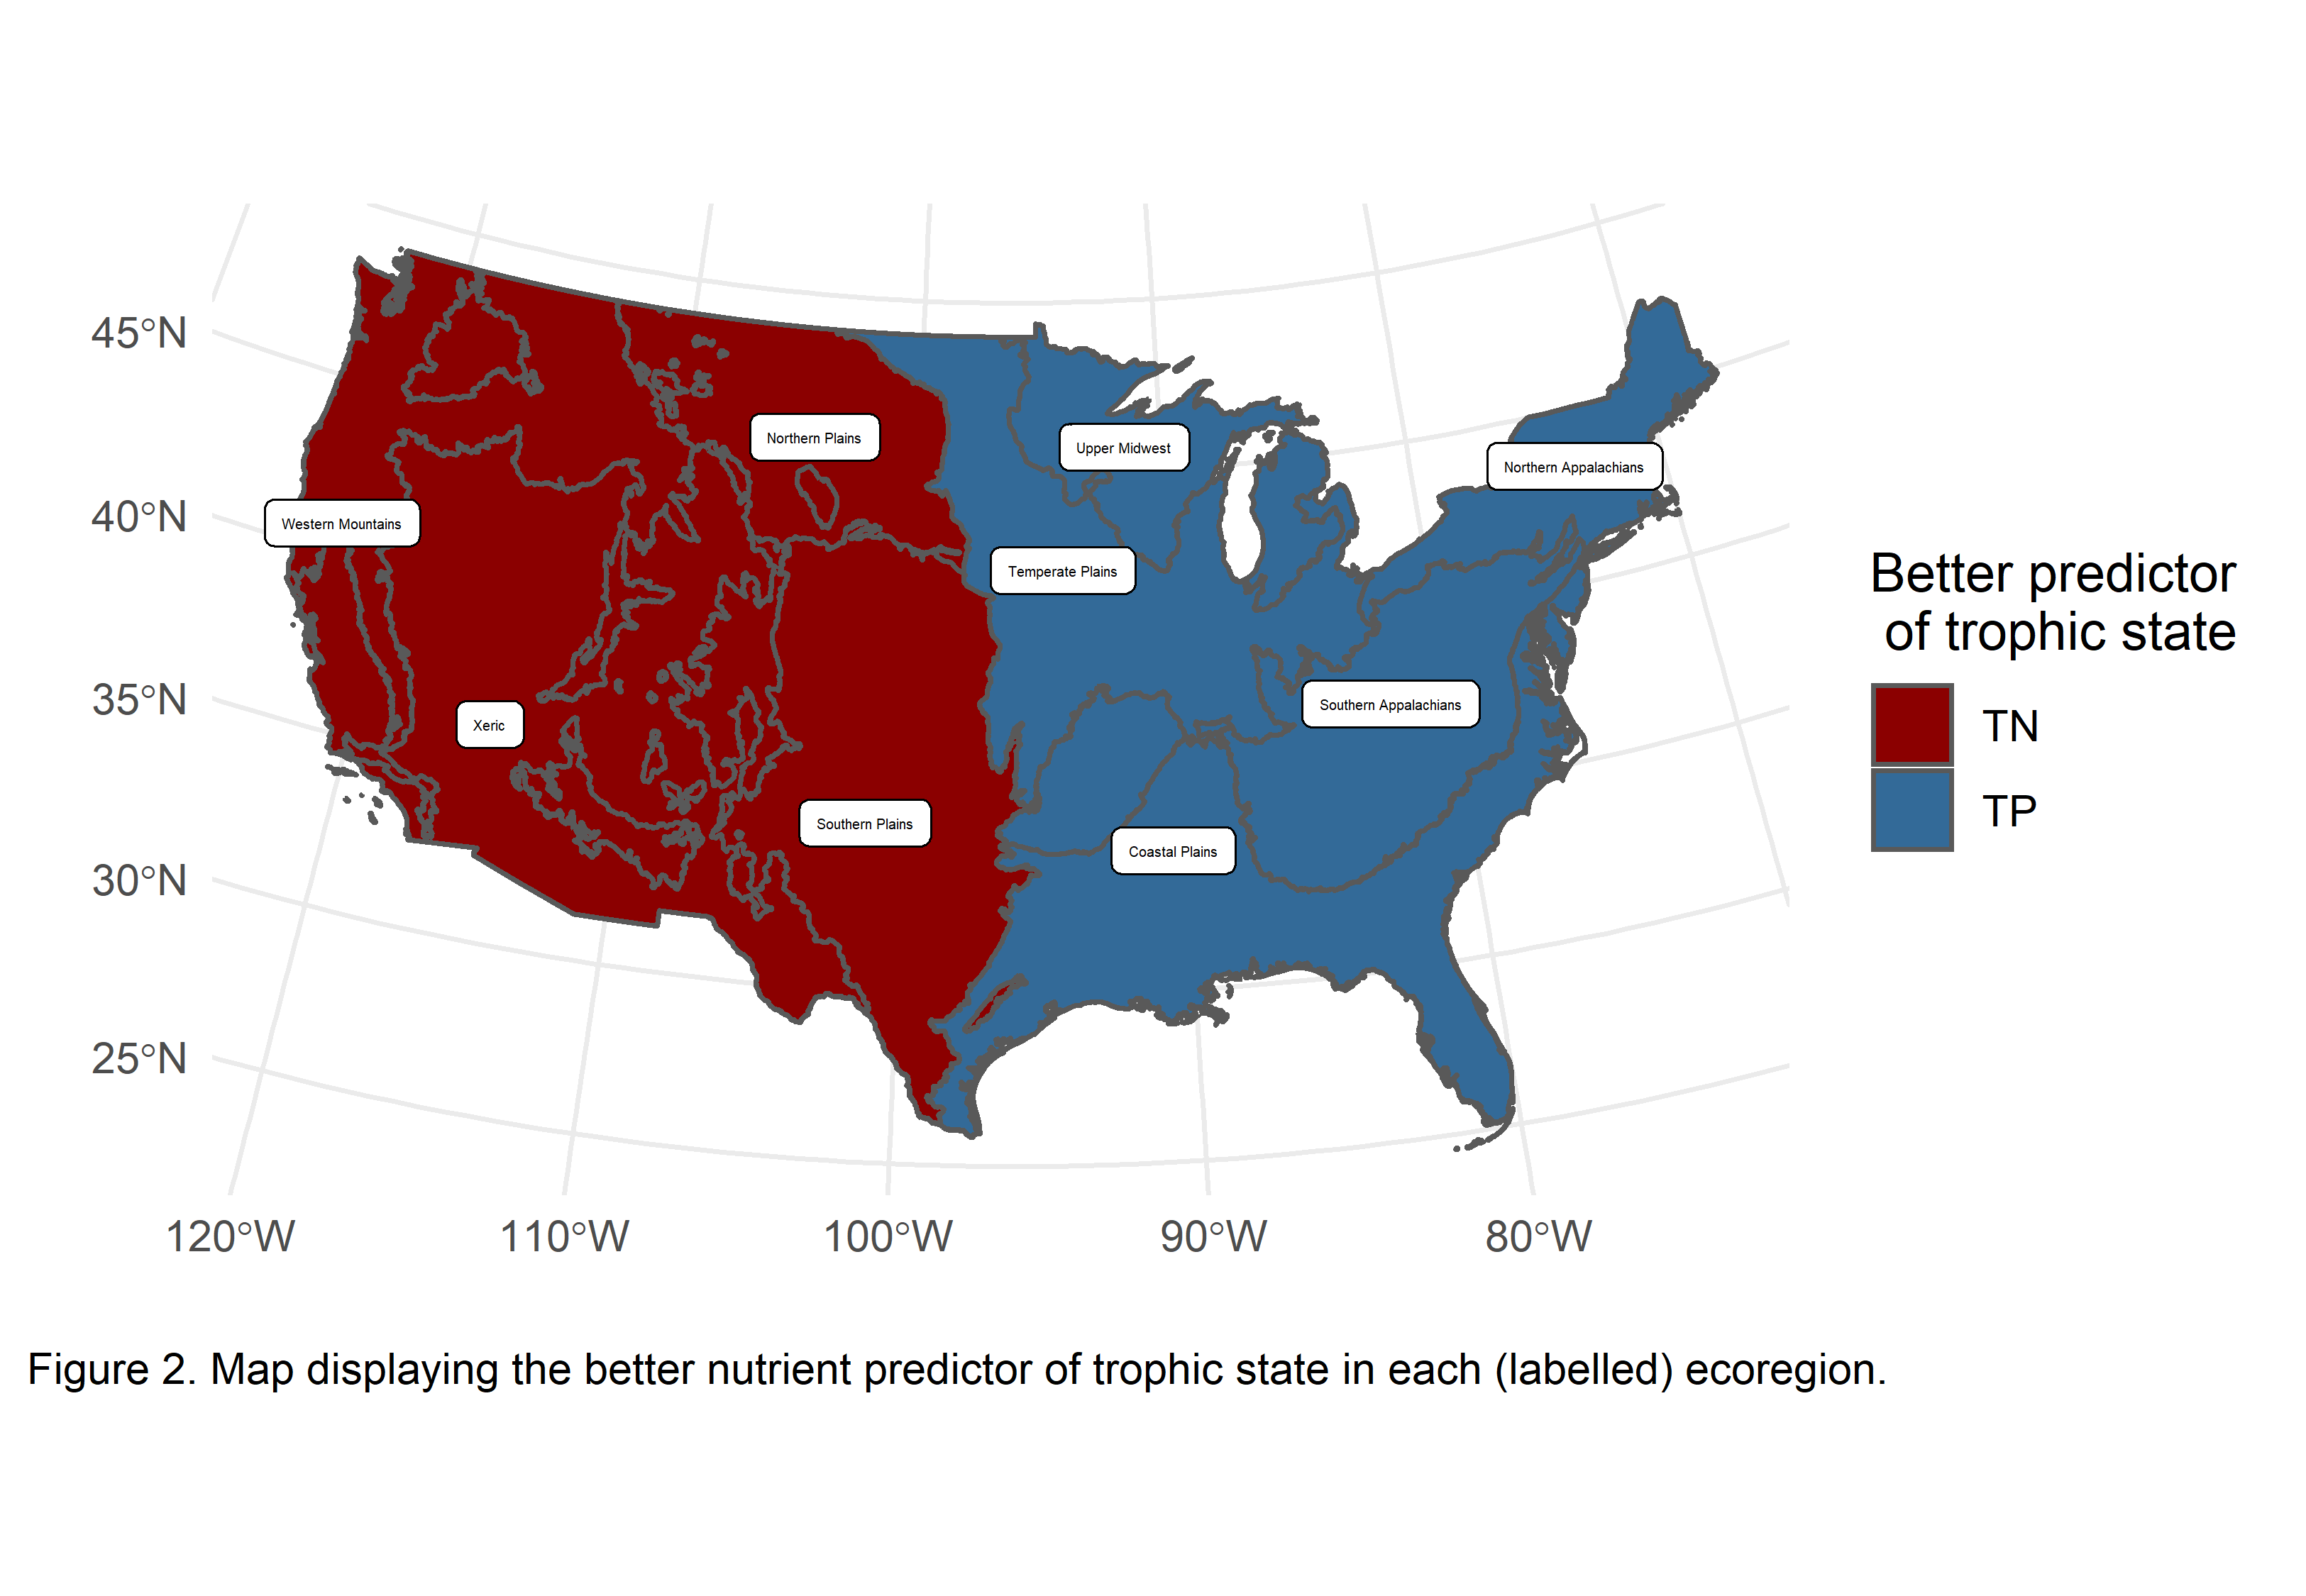 45°N
40°N
35°N
30°N
25°N
120°W
110°W
100°W
90°W
80°W
Northern Plains
Upper Midwest
Northern Appalachians
Western Mountains
Temperate Plains
Southern Appalachians
Xeric
Southern Plains
Coastal Plains
Better predictor
of trophic state
TN
TP
Figure 2. Map displaying the better nutrient predictor of trophic state in each (labelled) ecoregion.